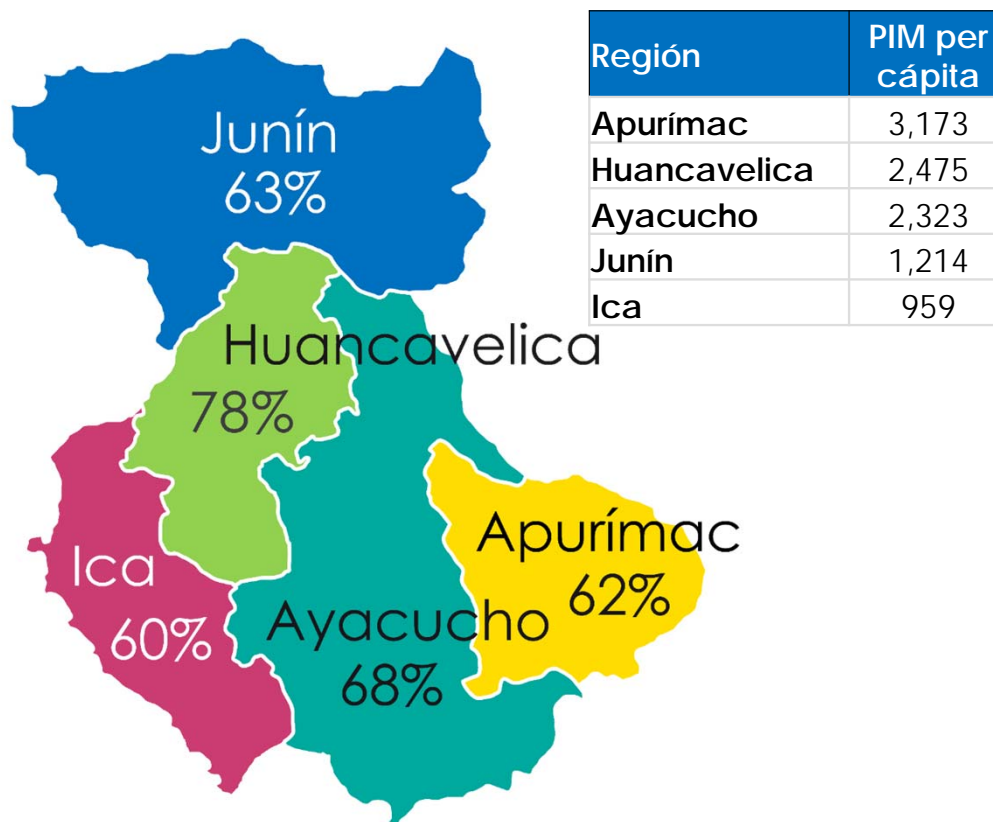 Junín
63%
Huancavelica
78%
Ica
60%
Ayacucho
68%
Apurímac
62%
Región PIM per cápita
Apurímac 3,173
Huancavelica 2,475
Ayacucho 2,323
Junín 1,214
Ica 959